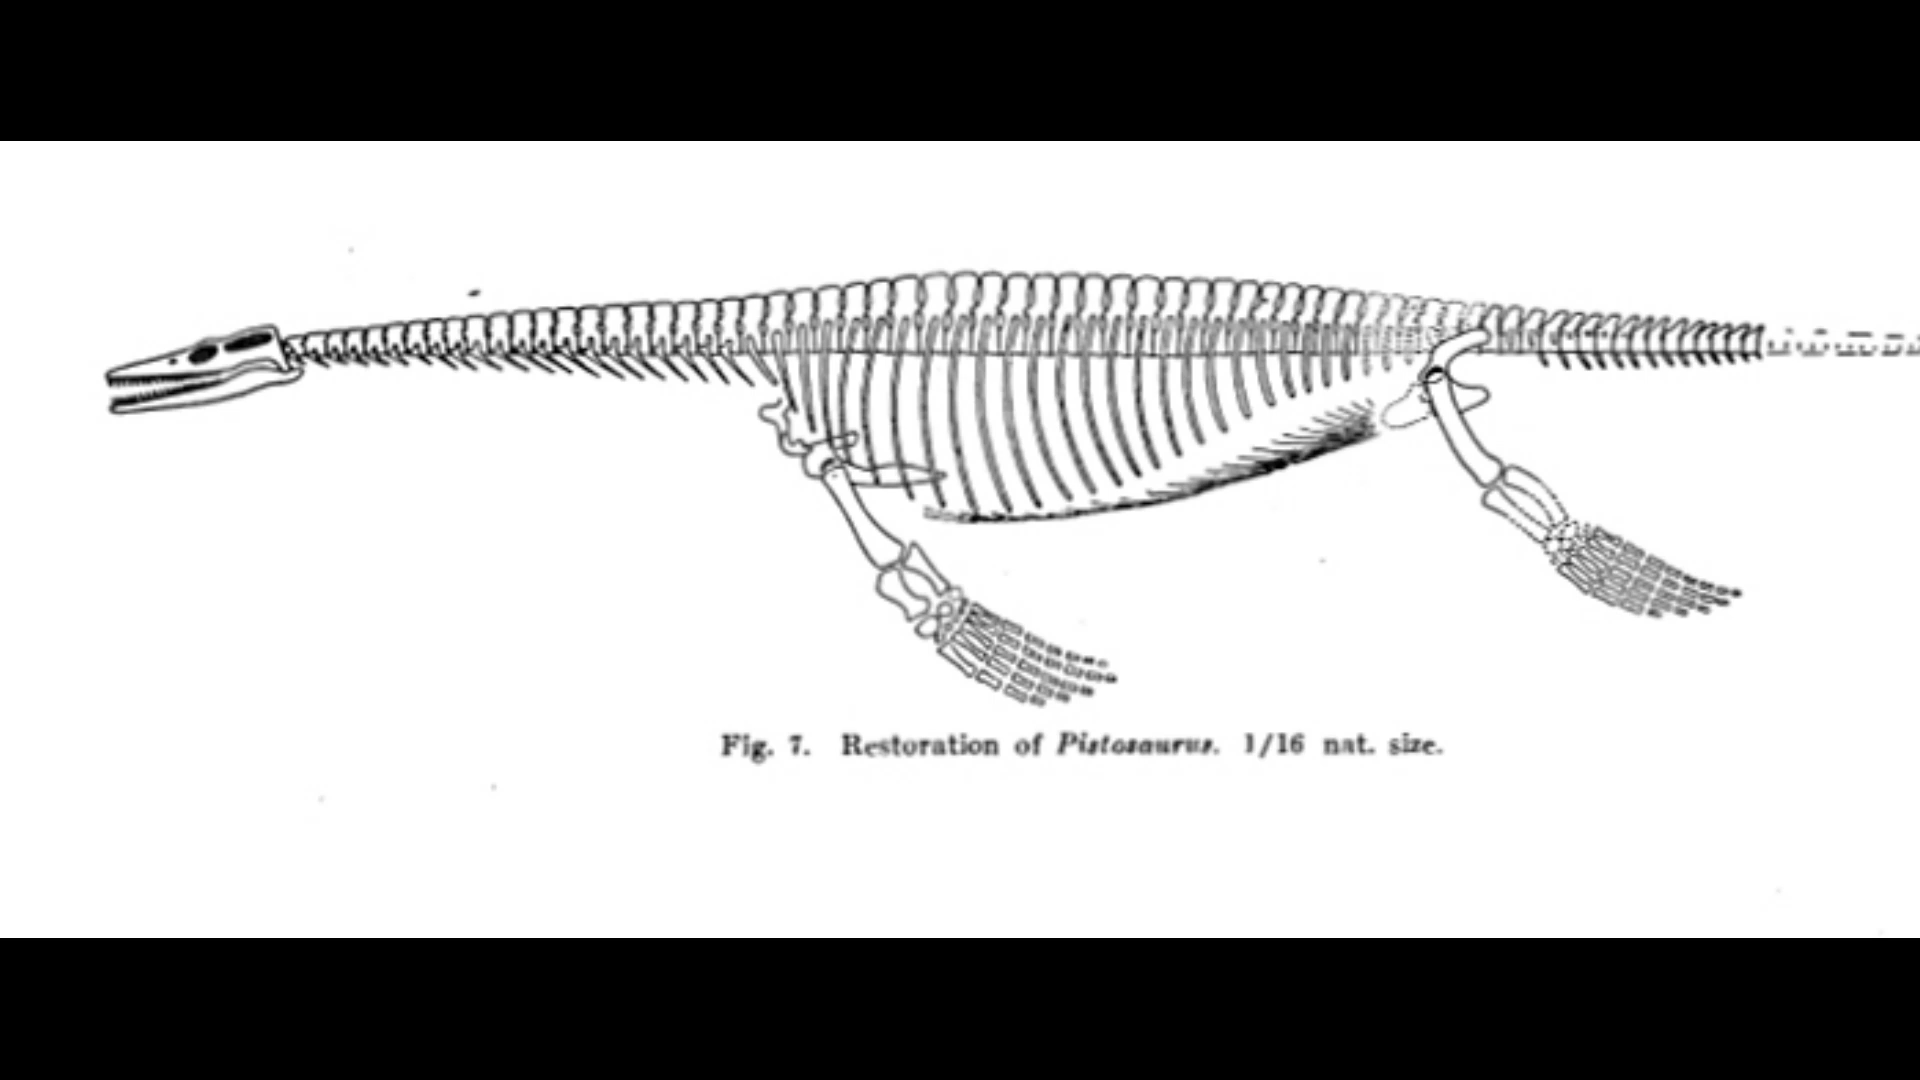 Fig. 7. Restoration of Pistosaurus. 1/16 nat. size.